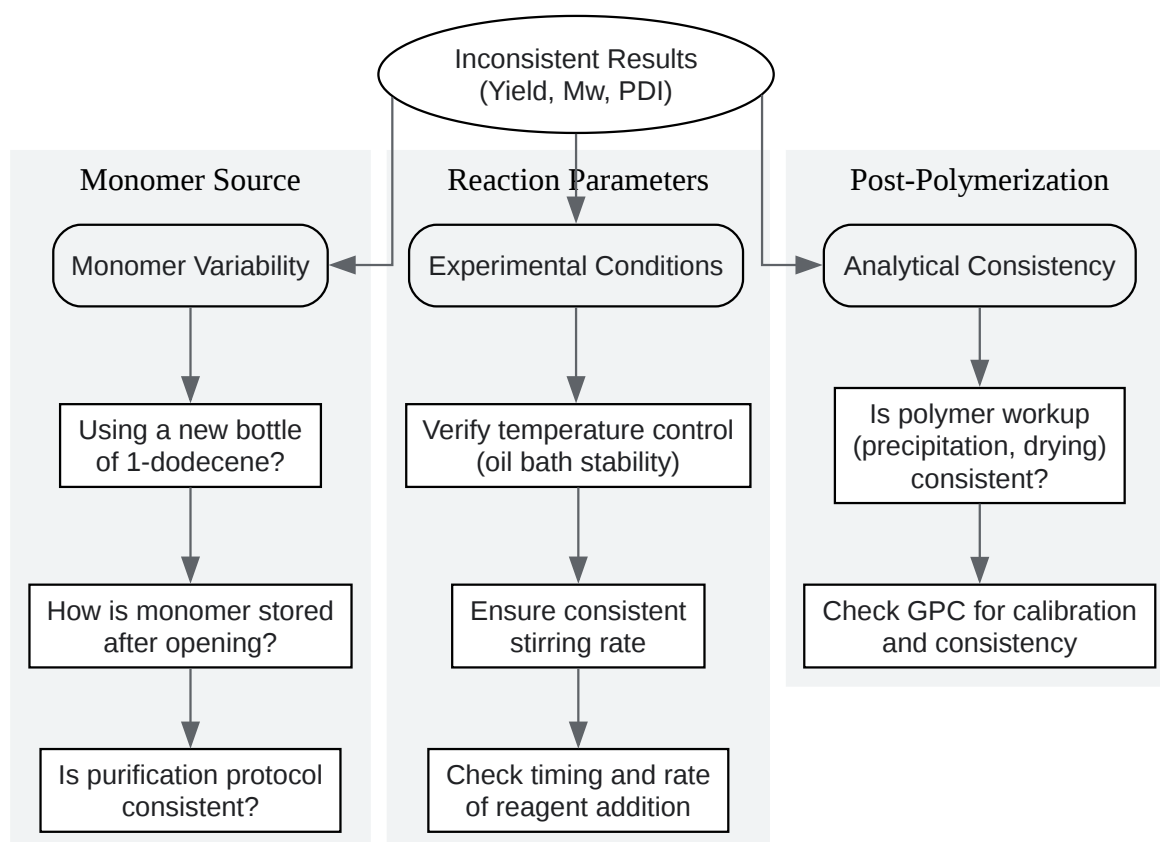 Inconsistent Results
(Yield, Mw, PDI)
Monomer Source
Monomer Variability
Using a new bottle
of 1-dodecene?
How is monomer stored
after opening?
Is purification protocol
consistent?
Reaction Parameters
Experimental Conditions
Verify temperature control
(oil bath stability)
Ensure consistent
stirring rate
Check timing and rate
of reagent addition
Post-Polymerization
Analytical Consistency
Is polymer workup
(precipitation, drying)
consistent?
Check GPC for calibration
and consistency